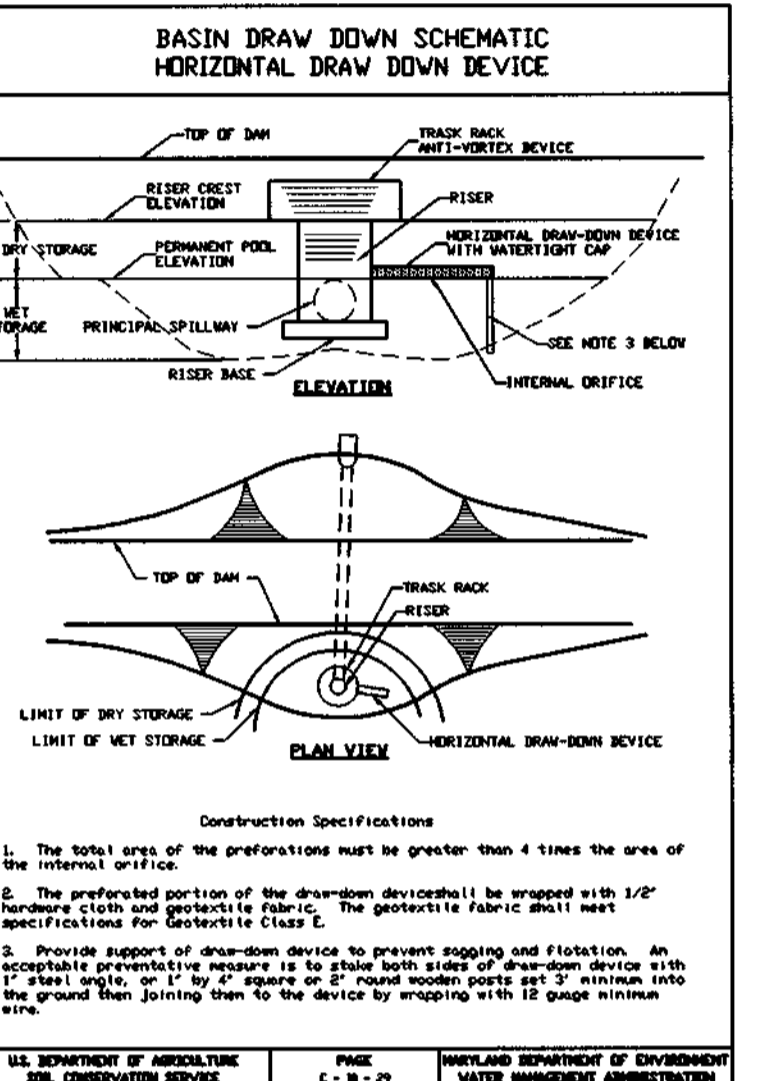 BASIN DRAW DOWN SCHEMATIC
HORIZONTAL DRAW DOWN DEVICE
TOP OF DAM
TRASK RACK
ANTI-VORTEX DEVICE
RISER CREST
ELEVATION
RISER
DRY STORAGE
PERMANENT POOL
ELEVATION
HORIZONTAL DRAW-DOWN DEVICE
WITH WATERTIGHT CAP
WET
TORAGE
PRINCIPAL SPILLWAY
SEE NOTE 3 BELOW
RISER BASE
INTERNAL ORIFICE
ELEVATION
TOP OF DAM
TRASK RACK
RISER
LIMIT OF DRY STORAGE
LIMIT OF WET STORAGE
HORIZONTAL DRAW-DOWN DEVICE
PLAN VIEW
Construction Specifications
1. The total area of the preforations must be greater than 4 times the area of
the internal orifice.
2. The preforated portion of the draw-down deviceshall be wrapped with 1/2"
hardware cloth and geotextile fabric. The geotextile fabric shall meet
specifications for Geotextile Class E.
3. Provide support of draw-down device to prevent sagging and flotation. An
acceptable preventative measure is to stake both sides of draw-down device with
1" steel angle, or 1" by 4" square or 2" round wooden posts set 3' minimum into
the ground then joining them to the device by wrapping with 12 guage minimum
wire.
U.S. DEPARTMENT OF AGRICULTURE
SOIL CONSERVATION SERVICE
PAGE
C - 10 - 29
MARYLAND DEPARTMENT OF ENVIRONMENT
WATER MANAGEMENT ADMINISTRATION